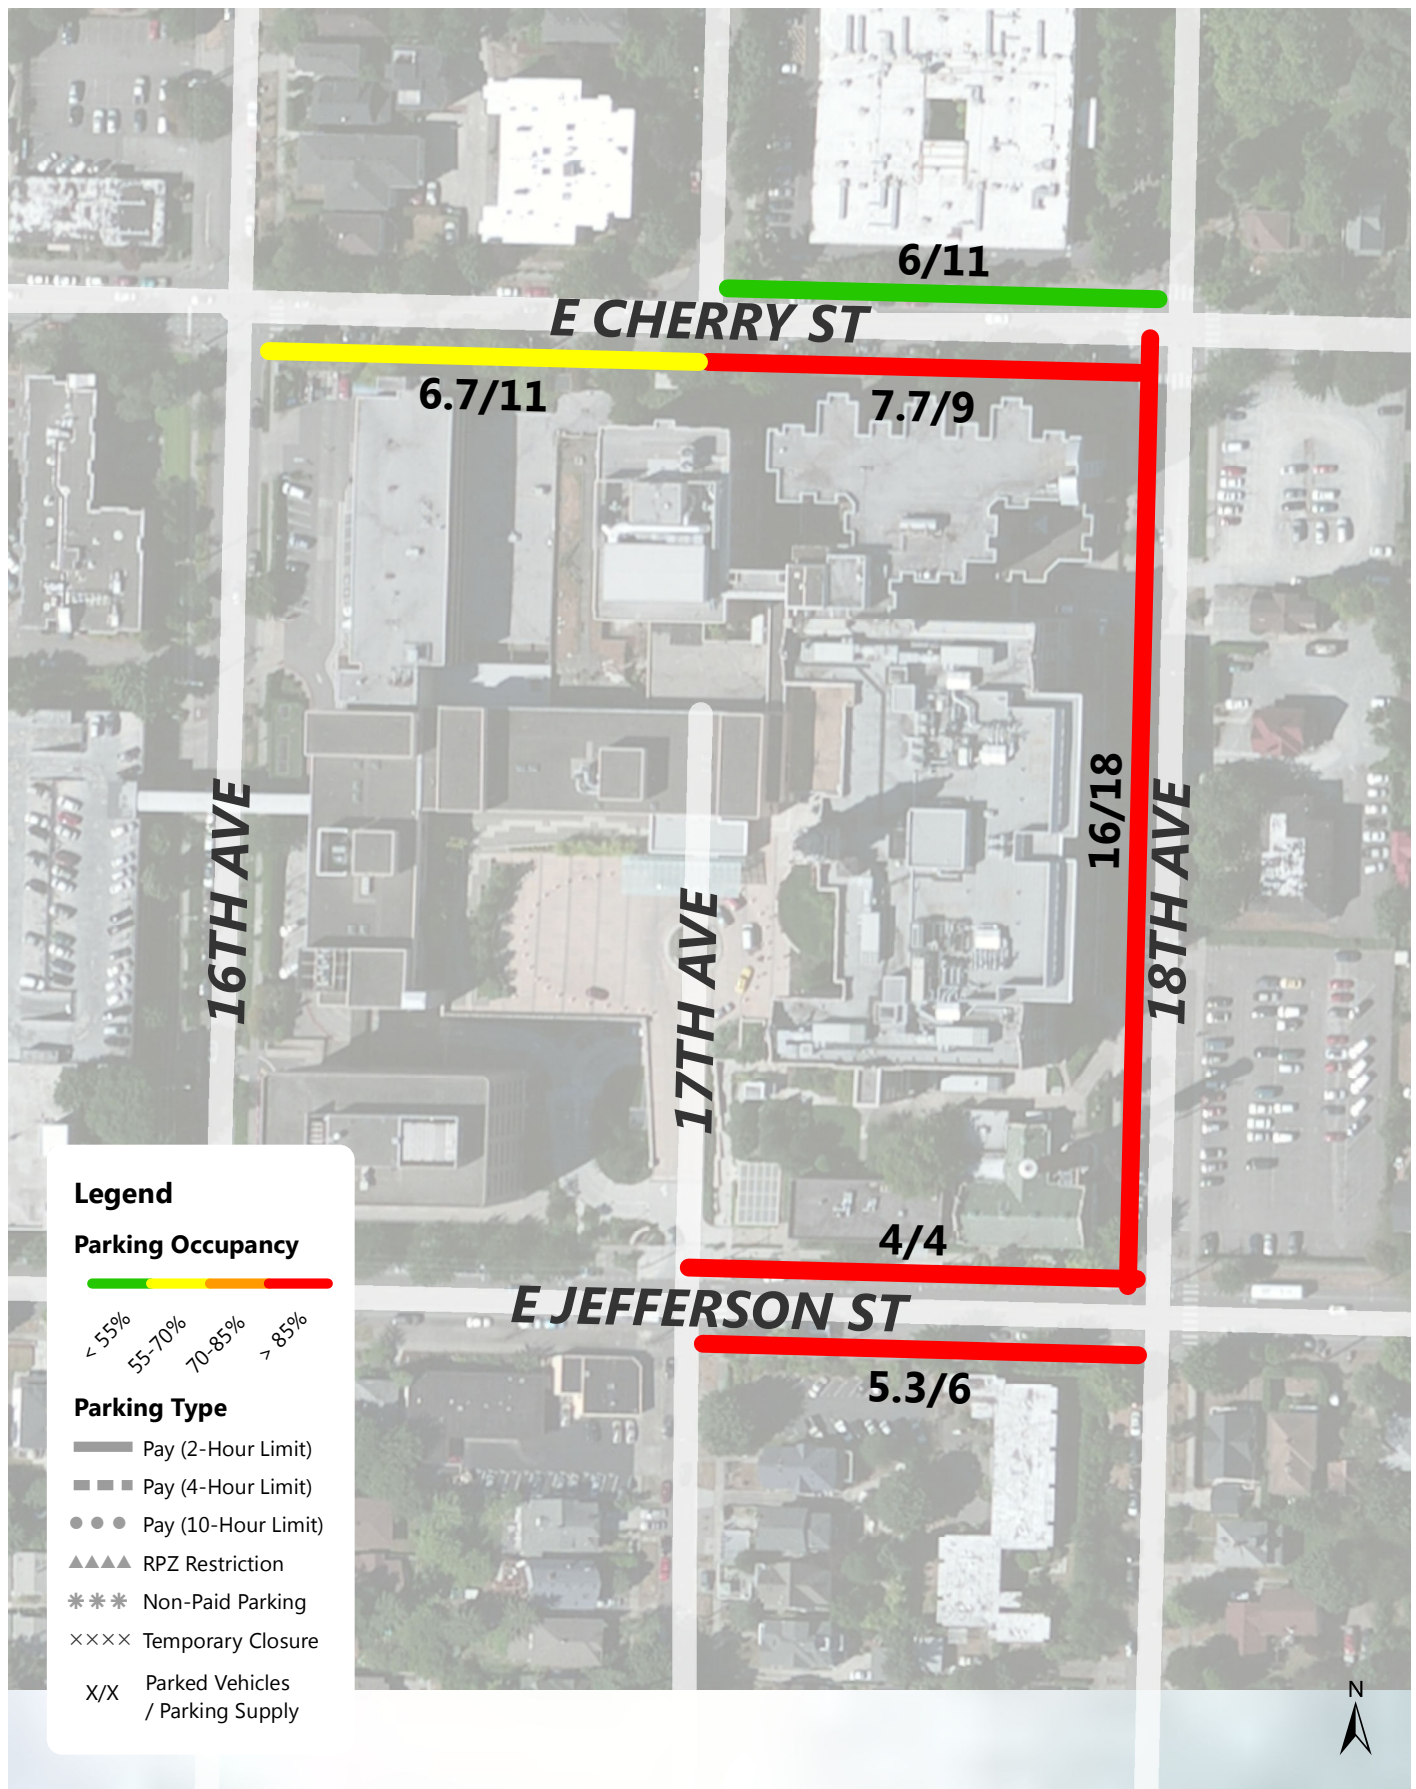 6/11
E CHERRY ST
6.7/11
7.7/9
16/18
16TH AVE
17TH AVE
18TH AVE
4/4
E JEFFERSON ST
5.3/6
Legend
Parking Occupancy
< 55%
55-70%
70-85%
> 85%
Parking Type
Pay (2-Hour Limit)
Pay (4-Hour Limit)
Pay (10-Hour Limit)
RPZ Restriction
Non-Paid Parking
Temporary Closure
X/X Parked Vehicles
/ Parking Supply
N